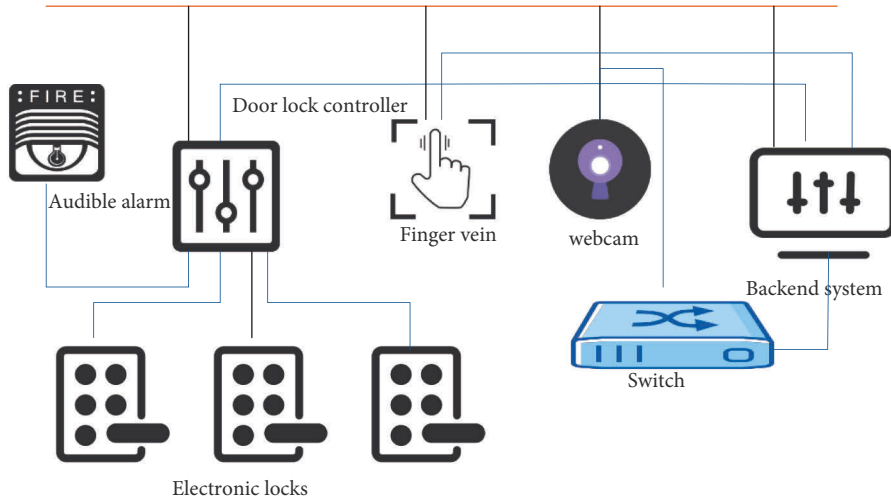 :FIRE:
Door lock controller
Audible alarm
Finger vein
webcam
Backend system
Switch
Electronic locks